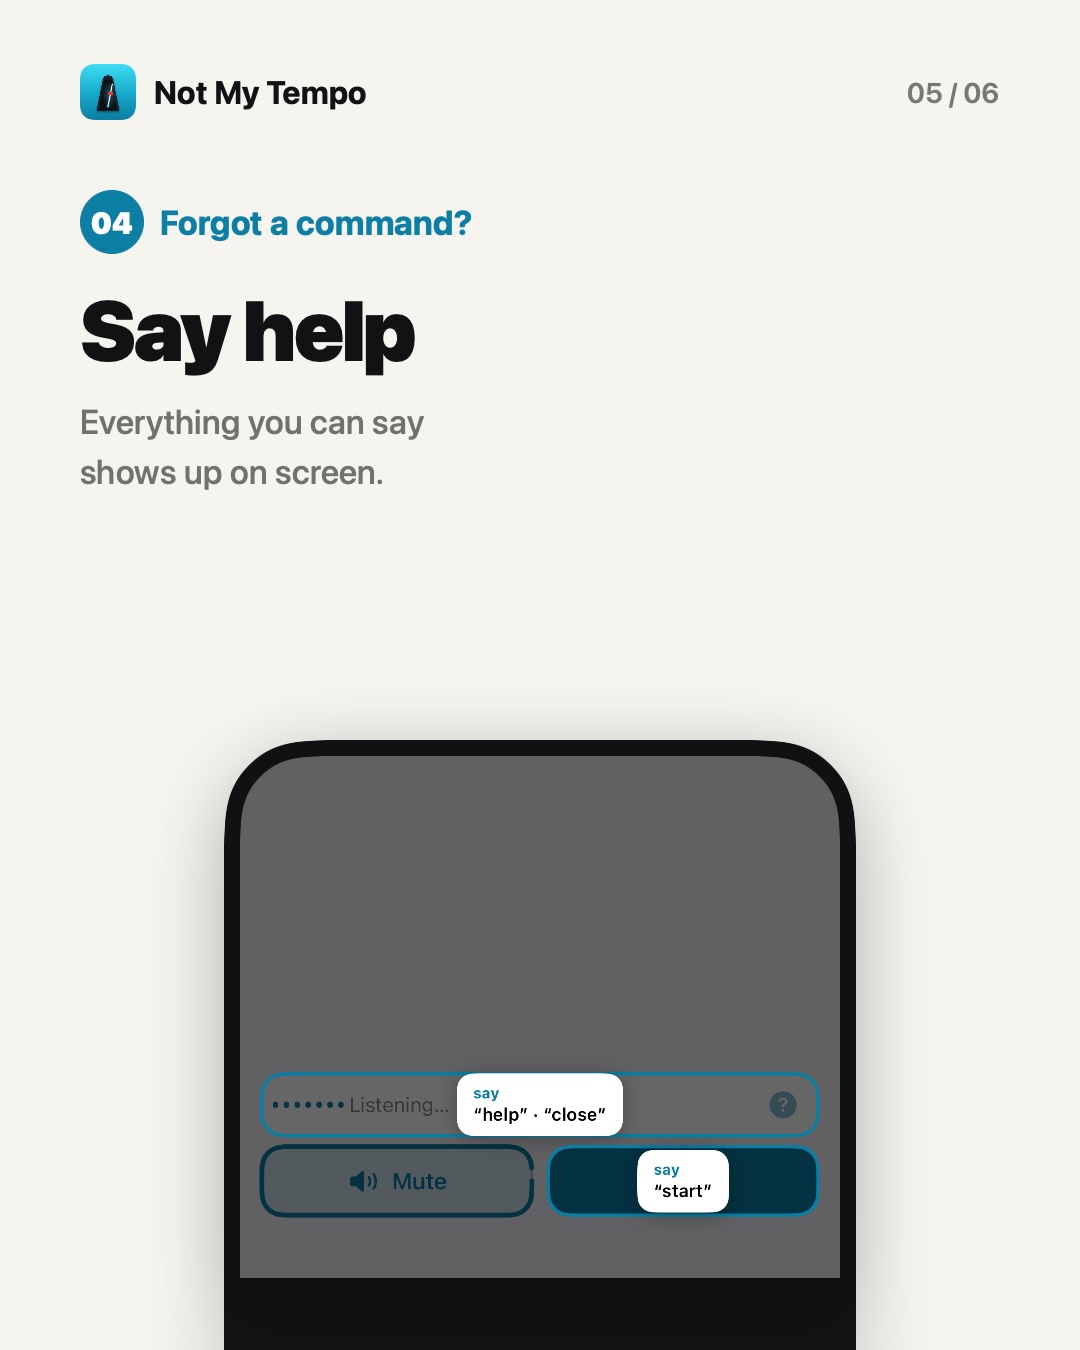 Not My Tempo
05 / 06
04 Forgot a command?
Say help
Everything you can say
shows up on screen.
Listening...
say
“help” · “close”
?
Mute
say
“start”